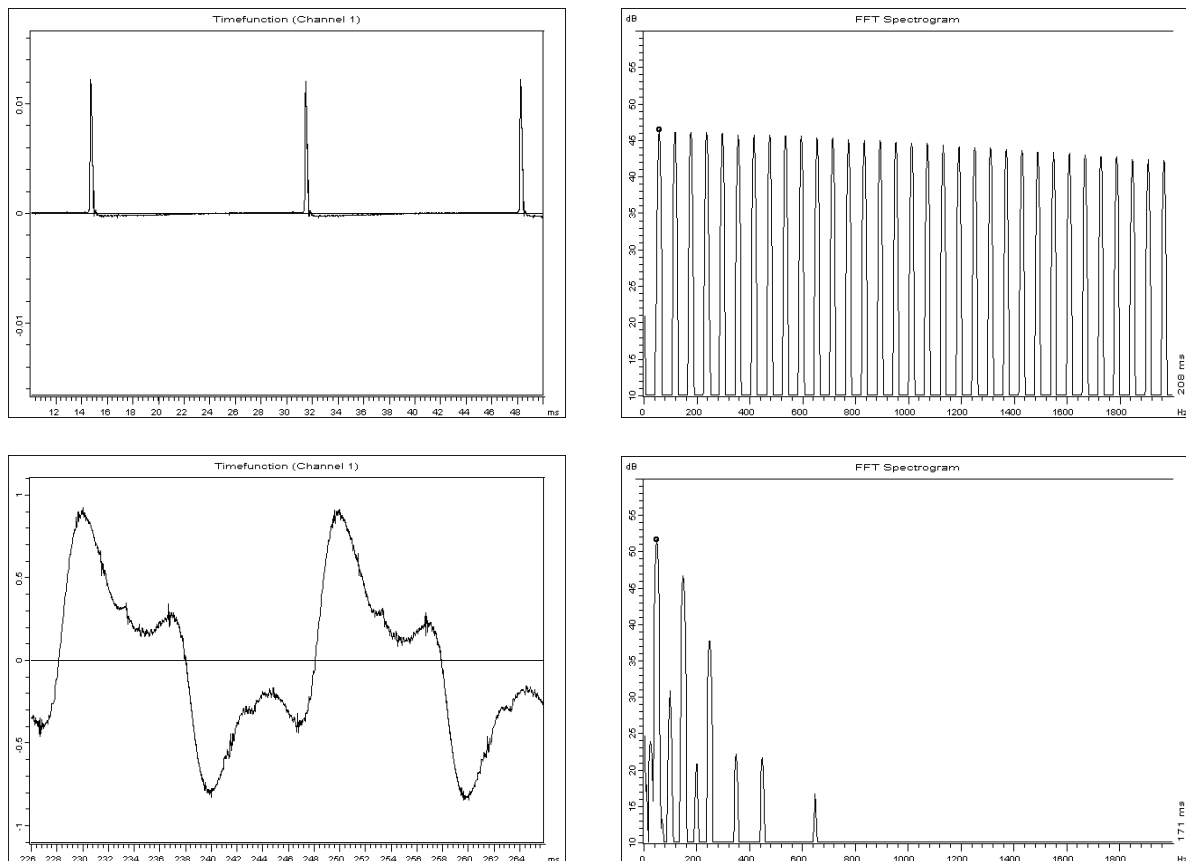 Timefunction (Channel 1)
0.01
0
-0.01
12 14 16 18 20 22 24 26 28 30 32 34 36 38 40 42 44 46 48 ms
FFT Spectrogram
dB
55
50
45
40
35
30
25
20
15
10
0 200 400 600 800 1000 1200 1400 1600 1800 Hz
208 ms
Timefunction (Channel 1)
1
0.5
0
-0.5
-1
226 228 230 232 234 236 238 240 242 244 246 248 250 252 254 256 258 260 262 264 ms
FFT Spectrogram
dB
55
50
45
40
35
30
25
20
15
10
0 200 400 600 800 1000 1200 1400 1600 1800 Hz
171 ms